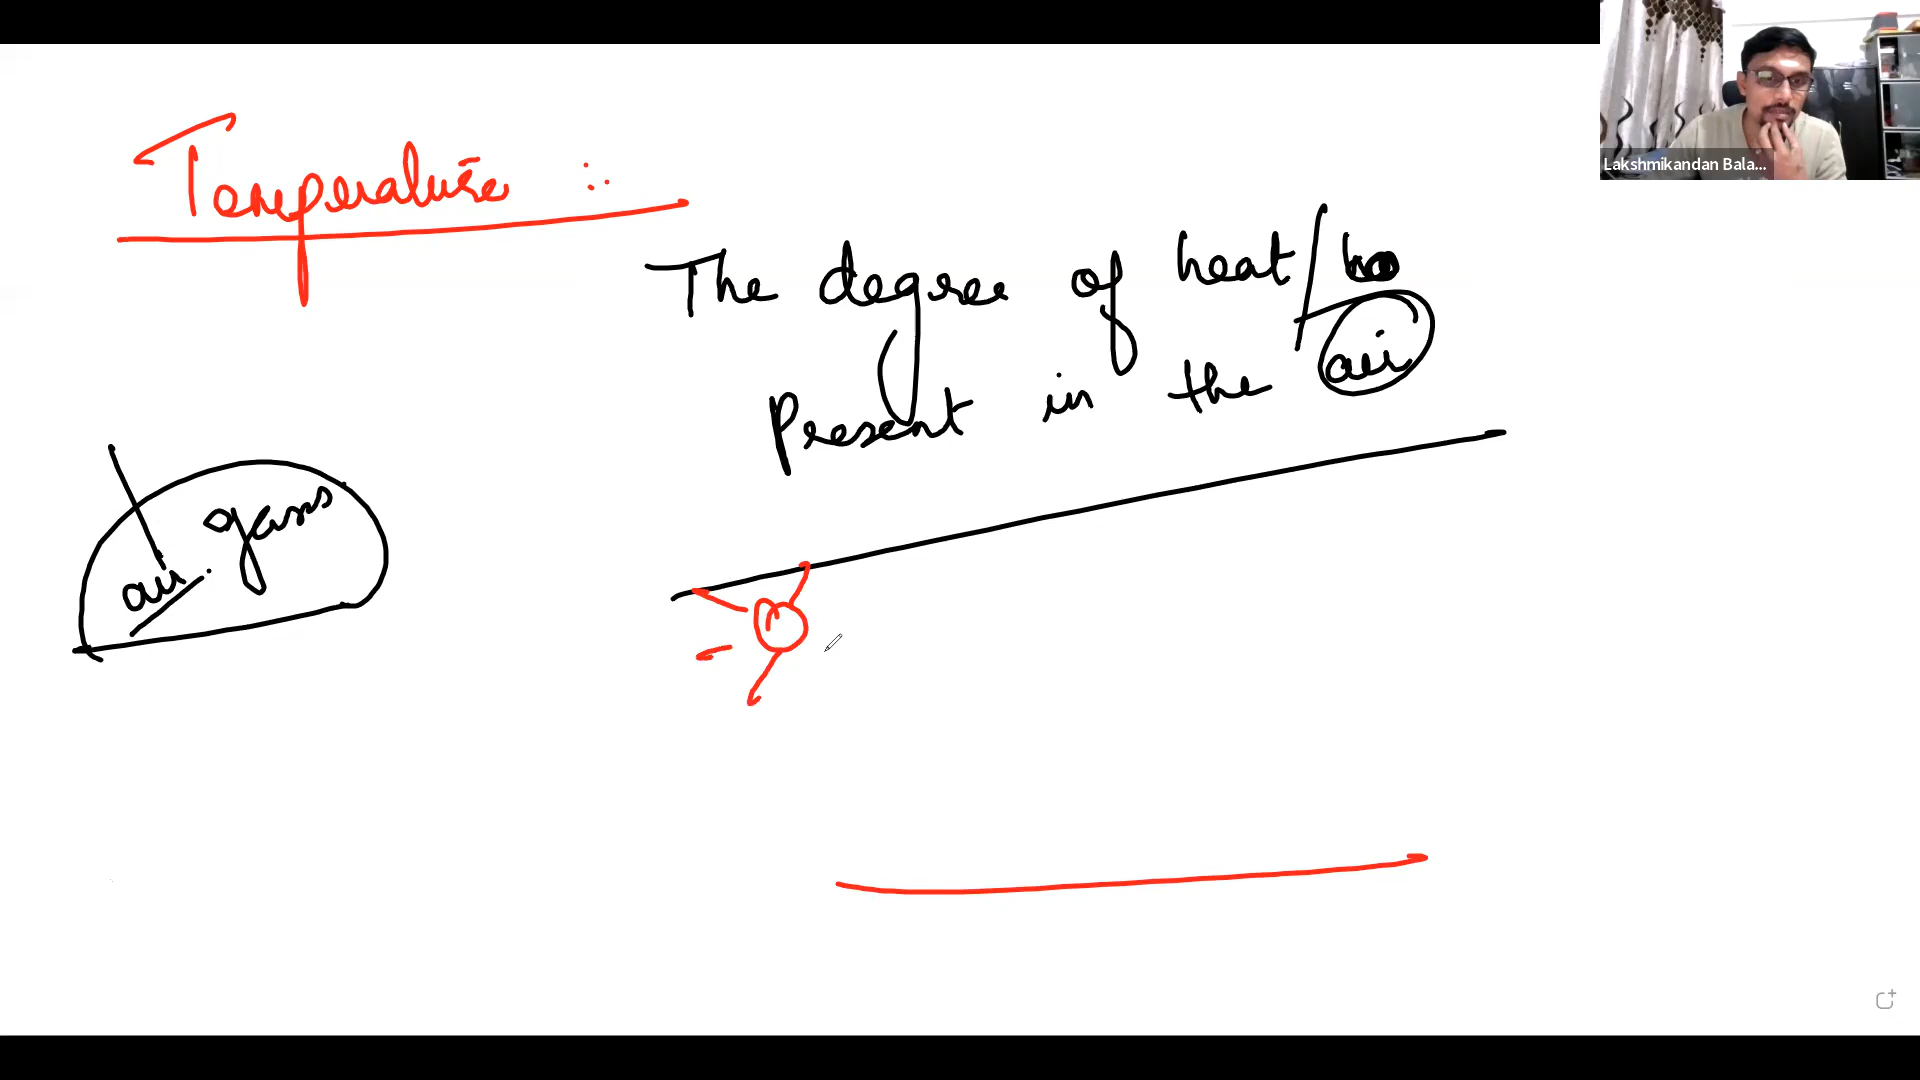 Temperature :
The degree of heat/
Present in the air
gases
air.
Lakshmikandan Bala...